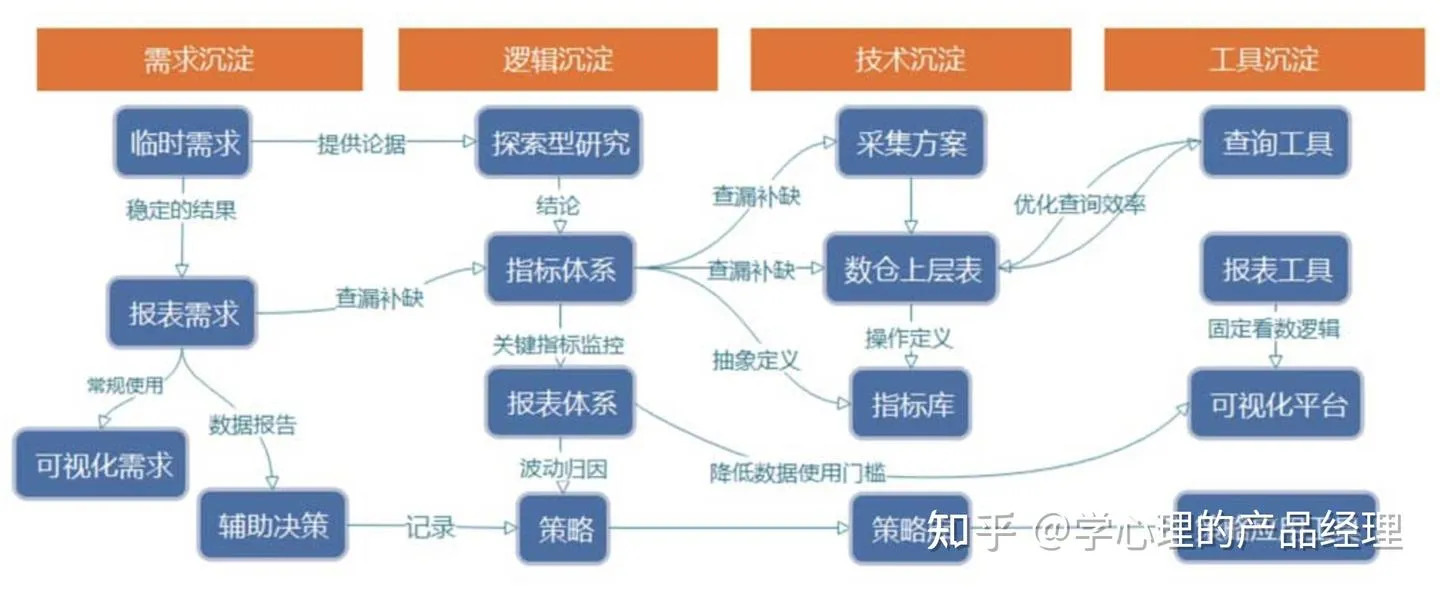 需求沉淀
逻辑沉淀
技术沉淀
工具沉淀
临时需求
提供论据
探索型研究
采集方案
查询工具
稳定的结果
结论
查漏补缺
优化查询效率
报表需求
查漏补缺
指标体系
查漏补缺
数仓上层表
报表工具
常规使用
数据报告
关键指标监控
抽象定义
操作定义
固定看数逻辑
可视化需求
报表体系
指标库
可视化平台
波动归因
降低数据使用门槛
辅助决策
记录
策略
策略
知乎 @学心理的产品经理